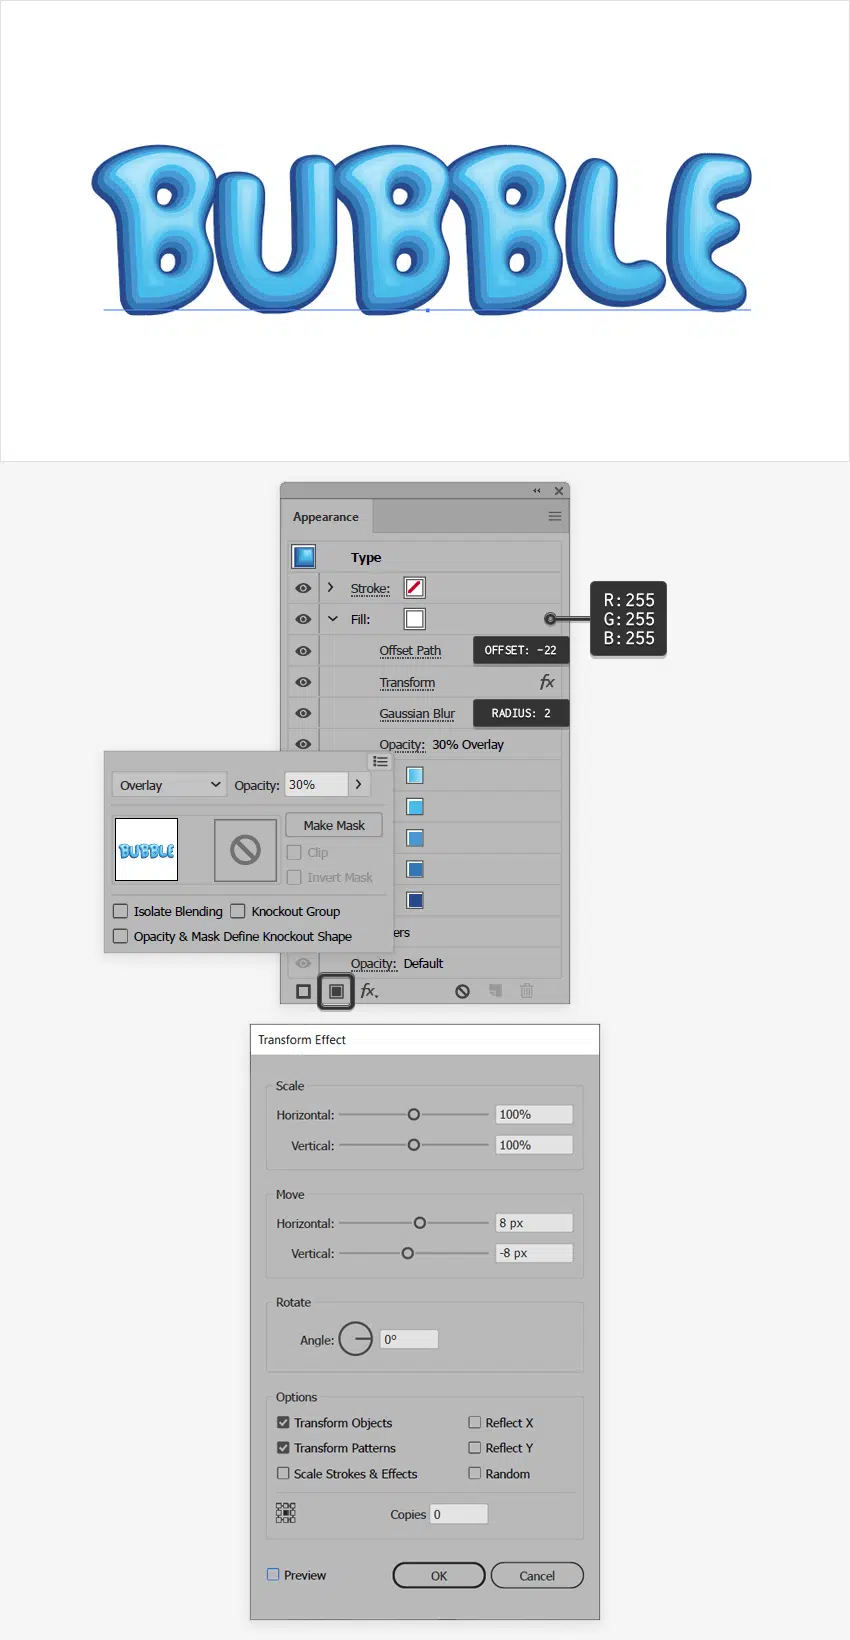 BUBBLE
Appearance
Type
Stroke:
Fill:
R:255
G:255
B:255
Offset Path OFFSET: -22
Transform fx
Gaussian Blur RADIUS: 2
Opacity: 30% Overlay
Overlay Opacity: 30%
BUBBLE
Make Mask
Clip
Invert Mask
Isolate Blending Knockout Group
Opacity & Mask Define Knockout Shape
ers
Opacity: Default
fx
Transform Effect
Scale
Horizontal: 100%
Vertical: 100%
Move
Horizontal: 8 px
Vertical: -8 px
Rotate
Angle: 0°
Options
Transform Objects Reflect X
Transform Patterns Reflect Y
Scale Strokes & Effects Random
Copies 0
Preview OK Cancel